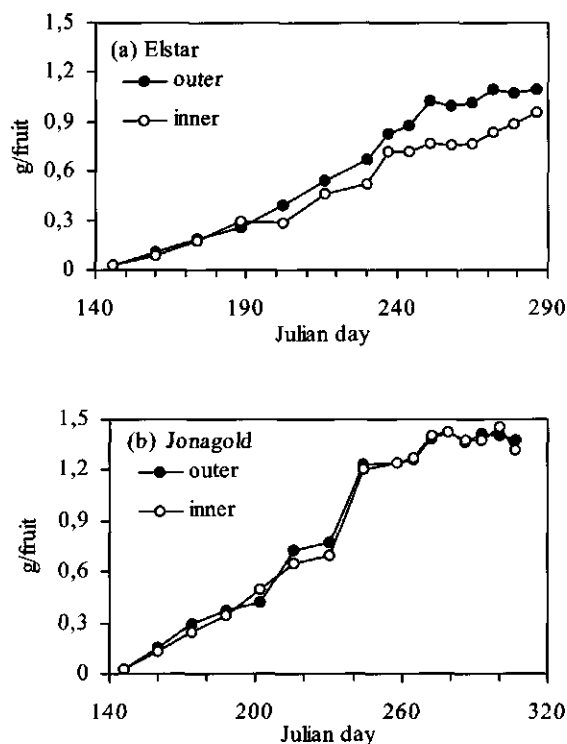 1,5
(a) Elstar
outer
1,2
inner
0,9
g/fruit
0,6
0,3
0
140 190 240 290
Julian day
1,5
(b) Jonagold
outer
1,2
inner
0,9
g/fruit
0,6
0,3
0
140 200 260 320
Julian day